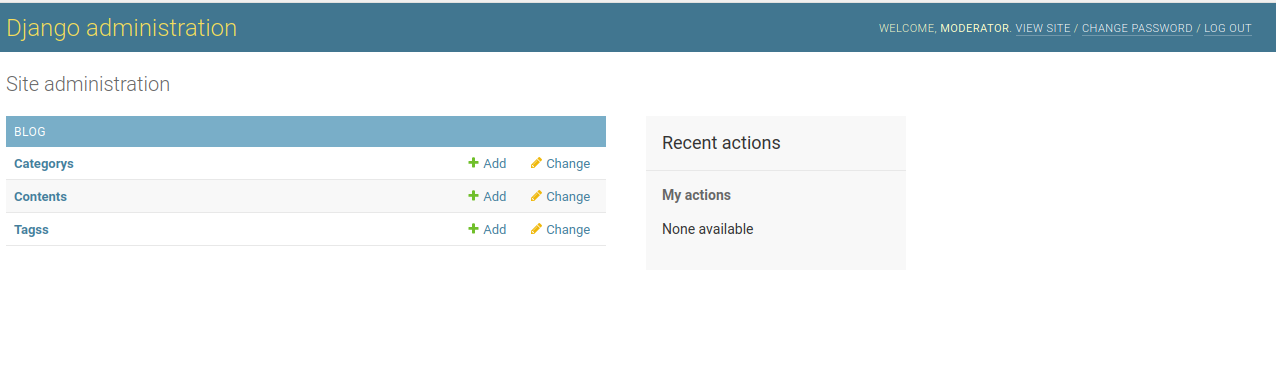 Django administration
WELCOME, MODERATOR. VIEW SITE / CHANGE PASSWORD / LOG OUT
Site administration
BLOG
Categorys Add Change
Contents Add Change
Tagss Add Change
Recent actions
My actions
None available